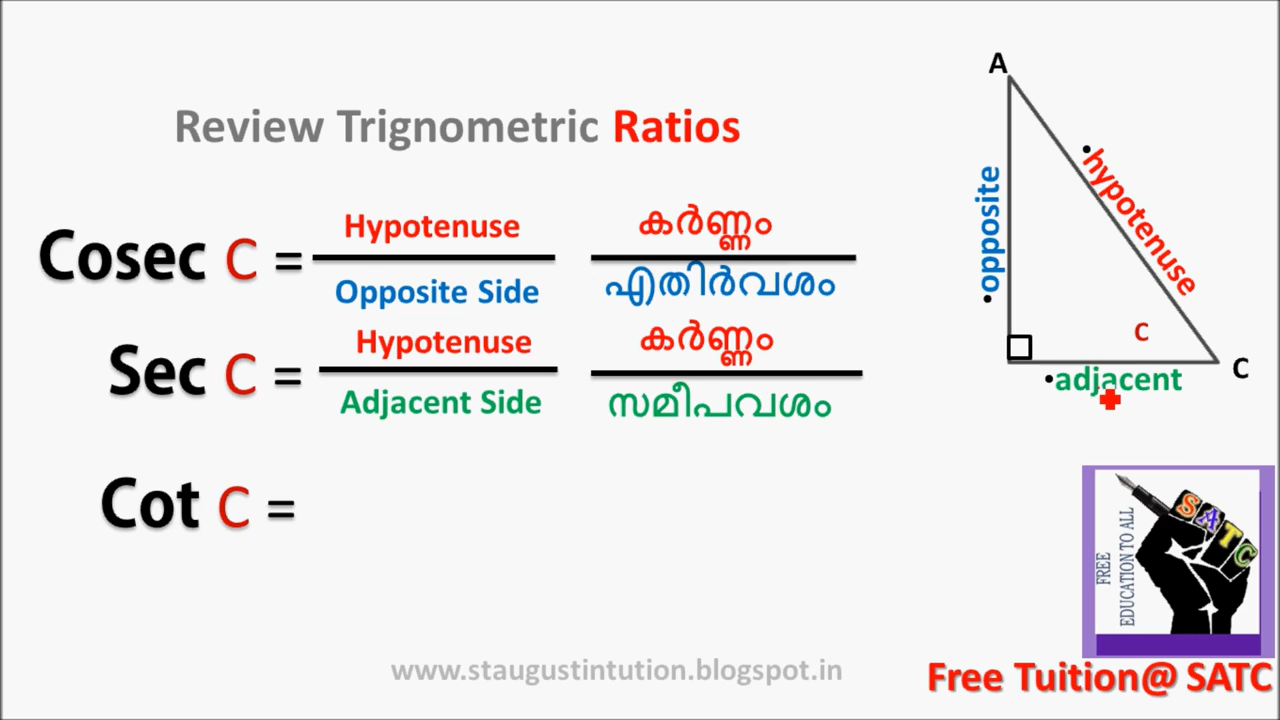 Review Trignometric Ratios
Cosec C =
Hypotenuse
Opposite Side
കർണ്ണം
എതിർവശം
Sec C =
Hypotenuse
Adjacent Side
കർണ്ണം
സമീപവശം
Cot C =
A
•opposite
•hypotenuse
C
C
•adjacent
FREE
EDUCATION TO ALL
SATC
www.staugustintution.blogspot.in
Free Tuition@ SATC